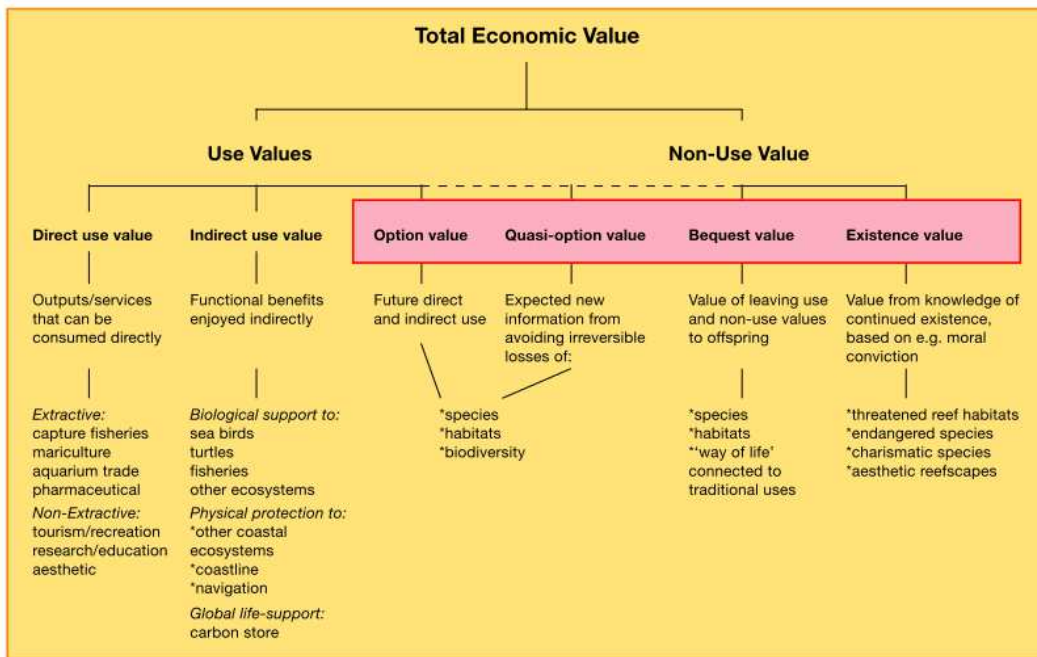 Total Economic Value
Use Values
Non-Use Value
Direct use value
Indirect use value
Option value
Quasi-option value
Bequest value
Existence value
Outputs/services
that can be
consumed directly
Functional benefits
enjoyed indirectly
Future direct
and indirect use
Expected new
information from
avoiding irreversible
losses of:
Value of leaving use
and non-use values
to offspring
Value from knowledge of
continued existence,
based on e.g. moral
conviction
Extractive:
capture fisheries
mariculture
aquarium trade
pharmaceutical
Non-Extractive:
tourism/recreation
research/education
aesthetic
Biological support to:
sea birds
turtles
fisheries
other ecosystems
Physical protection to:
*other coastal
ecosystems
*coastline
*navigation
Global life-support:
carbon store
*species
*habitats
*biodiversity
*species
*habitats
*‘way of life’
connected to
traditional uses
*threatened reef habitats
*endangered species
*charismatic species
*aesthetic reefscapes